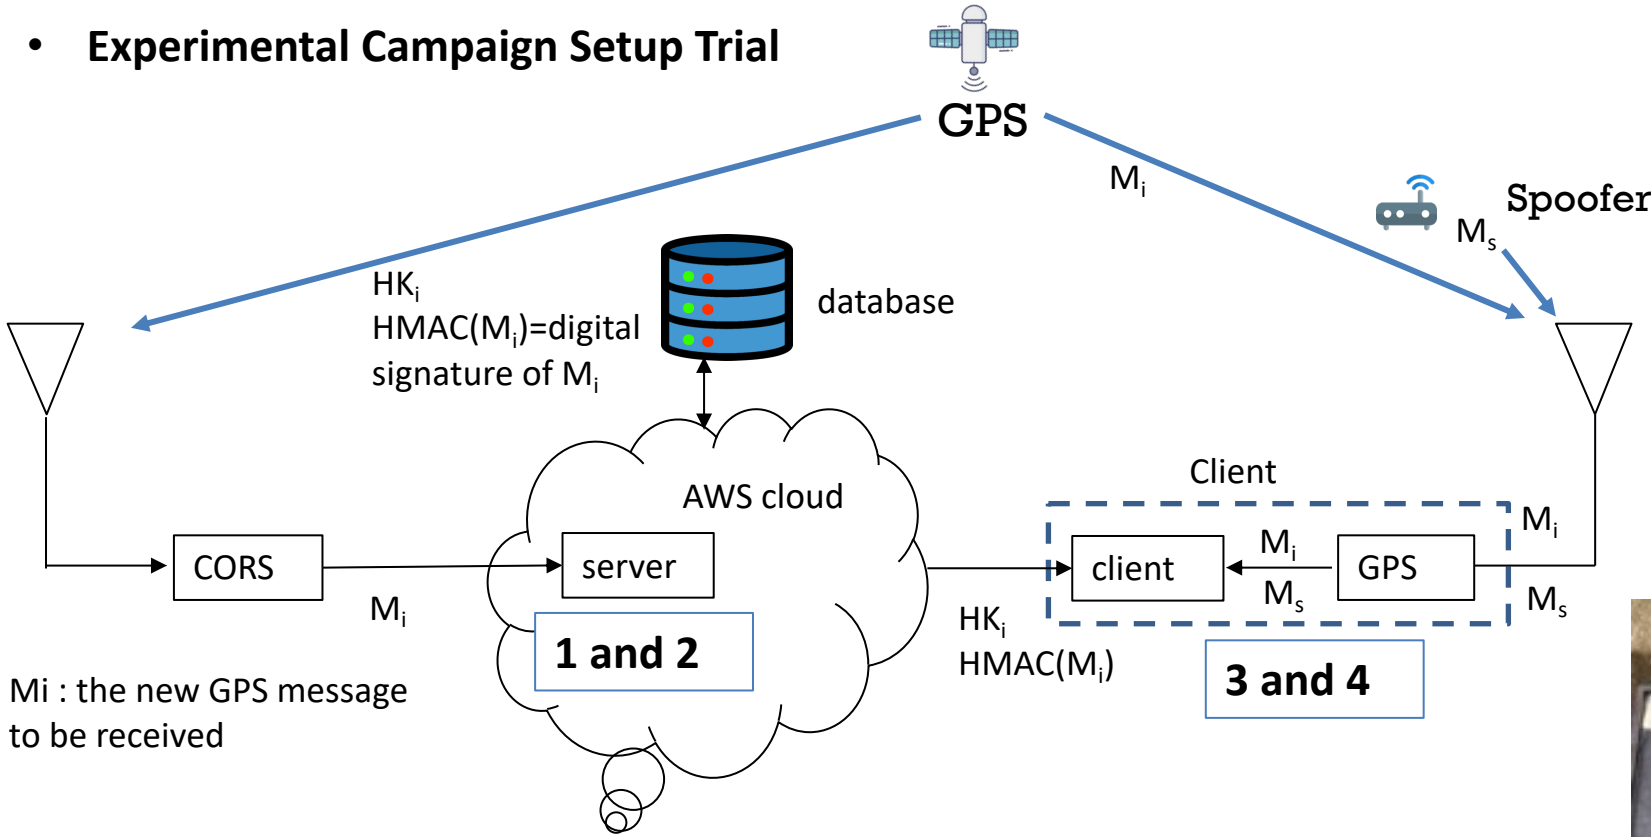 • Experimental Campaign Setup Trial
GPS
Mᵢ
Spoofer
Mₛ
HKᵢ
HMAC(Mᵢ)=digital
signature of Mᵢ
database
AWS cloud
Client
CORS
Mᵢ
server
1 and 2
HKᵢ
HMAC(Mᵢ)
client
Mᵢ
Mₛ
GPS
Mᵢ
Mₛ
3 and 4
Mi : the new GPS message
to be received